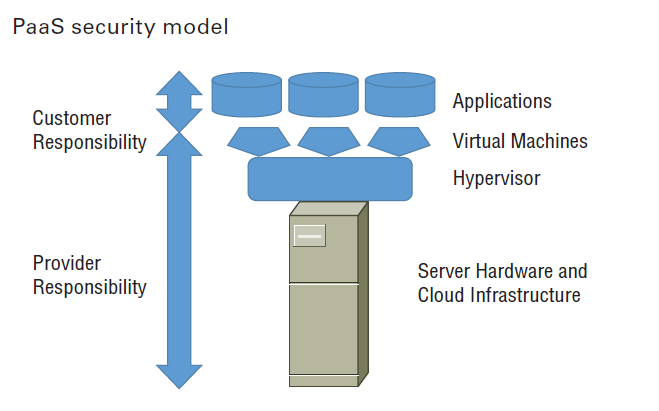 PaaS security model
Customer
Responsibility
Applications
Virtual Machines
Hypervisor
Provider
Responsibility
Server Hardware and
Cloud Infrastructure